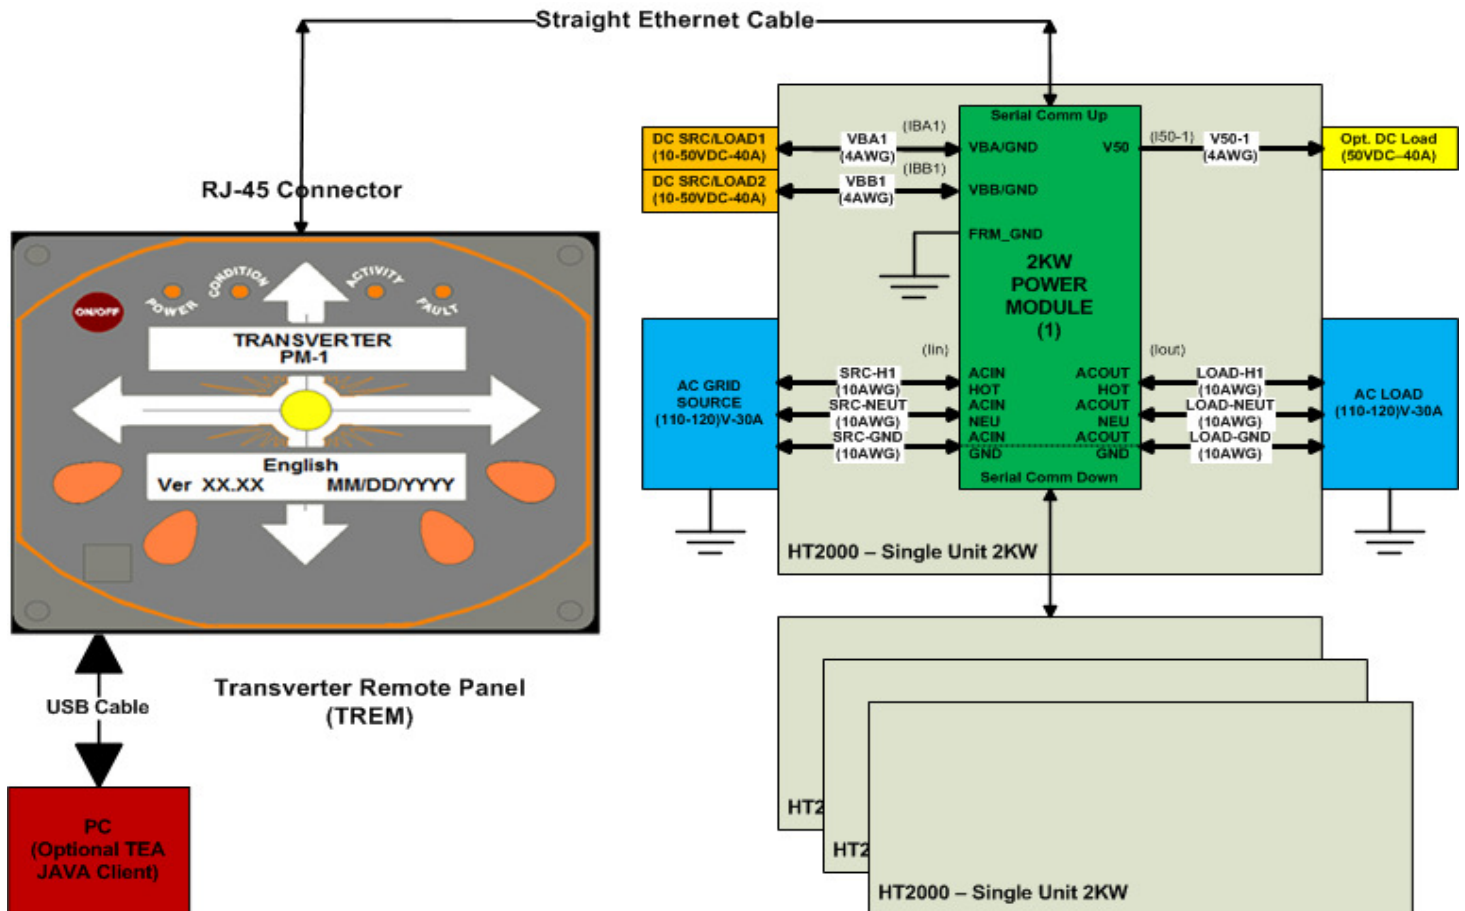 Straight Ethernet Cable
RJ-45 Connector
ON/OFF
POWER
CONDITION
ACTIVITY
FAULT
TRANSVERTER
PM-1
English
Ver XX.XX MM/DD/YYYY
Transverter Remote Panel
(TREM)
USB Cable
PC
(Optional TEA
JAVA Client)
DC SRC/LOAD1
(10-50VDC-40A)
DC SRC/LOAD2
(10-50VDC-40A)
VBA1
(4AWG)
(IBA1)
VBB1
(4AWG)
(IBB1)
Serial Comm Up
VBA/GND
V50
VBB/GND
FRM_GND
2KW
POWER
MODULE
(1)
(I50-1)
V50-1
(4AWG)
Opt. DC Load
(50VDC–40A)
AC GRID
SOURCE
(110-120)V-30A
(Iin)
SRC-H1
(10AWG)
SRC-NEUT
(10AWG)
SRC-GND
(10AWG)
ACIN
HOT
ACIN
NEU
ACIN
GND
ACOUT
HOT
ACOUT
NEU
ACOUT
GND
Serial Comm Down
(Iout)
LOAD-H1
(10AWG)
LOAD-NEUT
(10AWG)
LOAD-GND
(10AWG)
AC LOAD
(110-120)V-30A
HT2000 – Single Unit 2KW
HT2
HT2
HT2000 – Single Unit 2KW